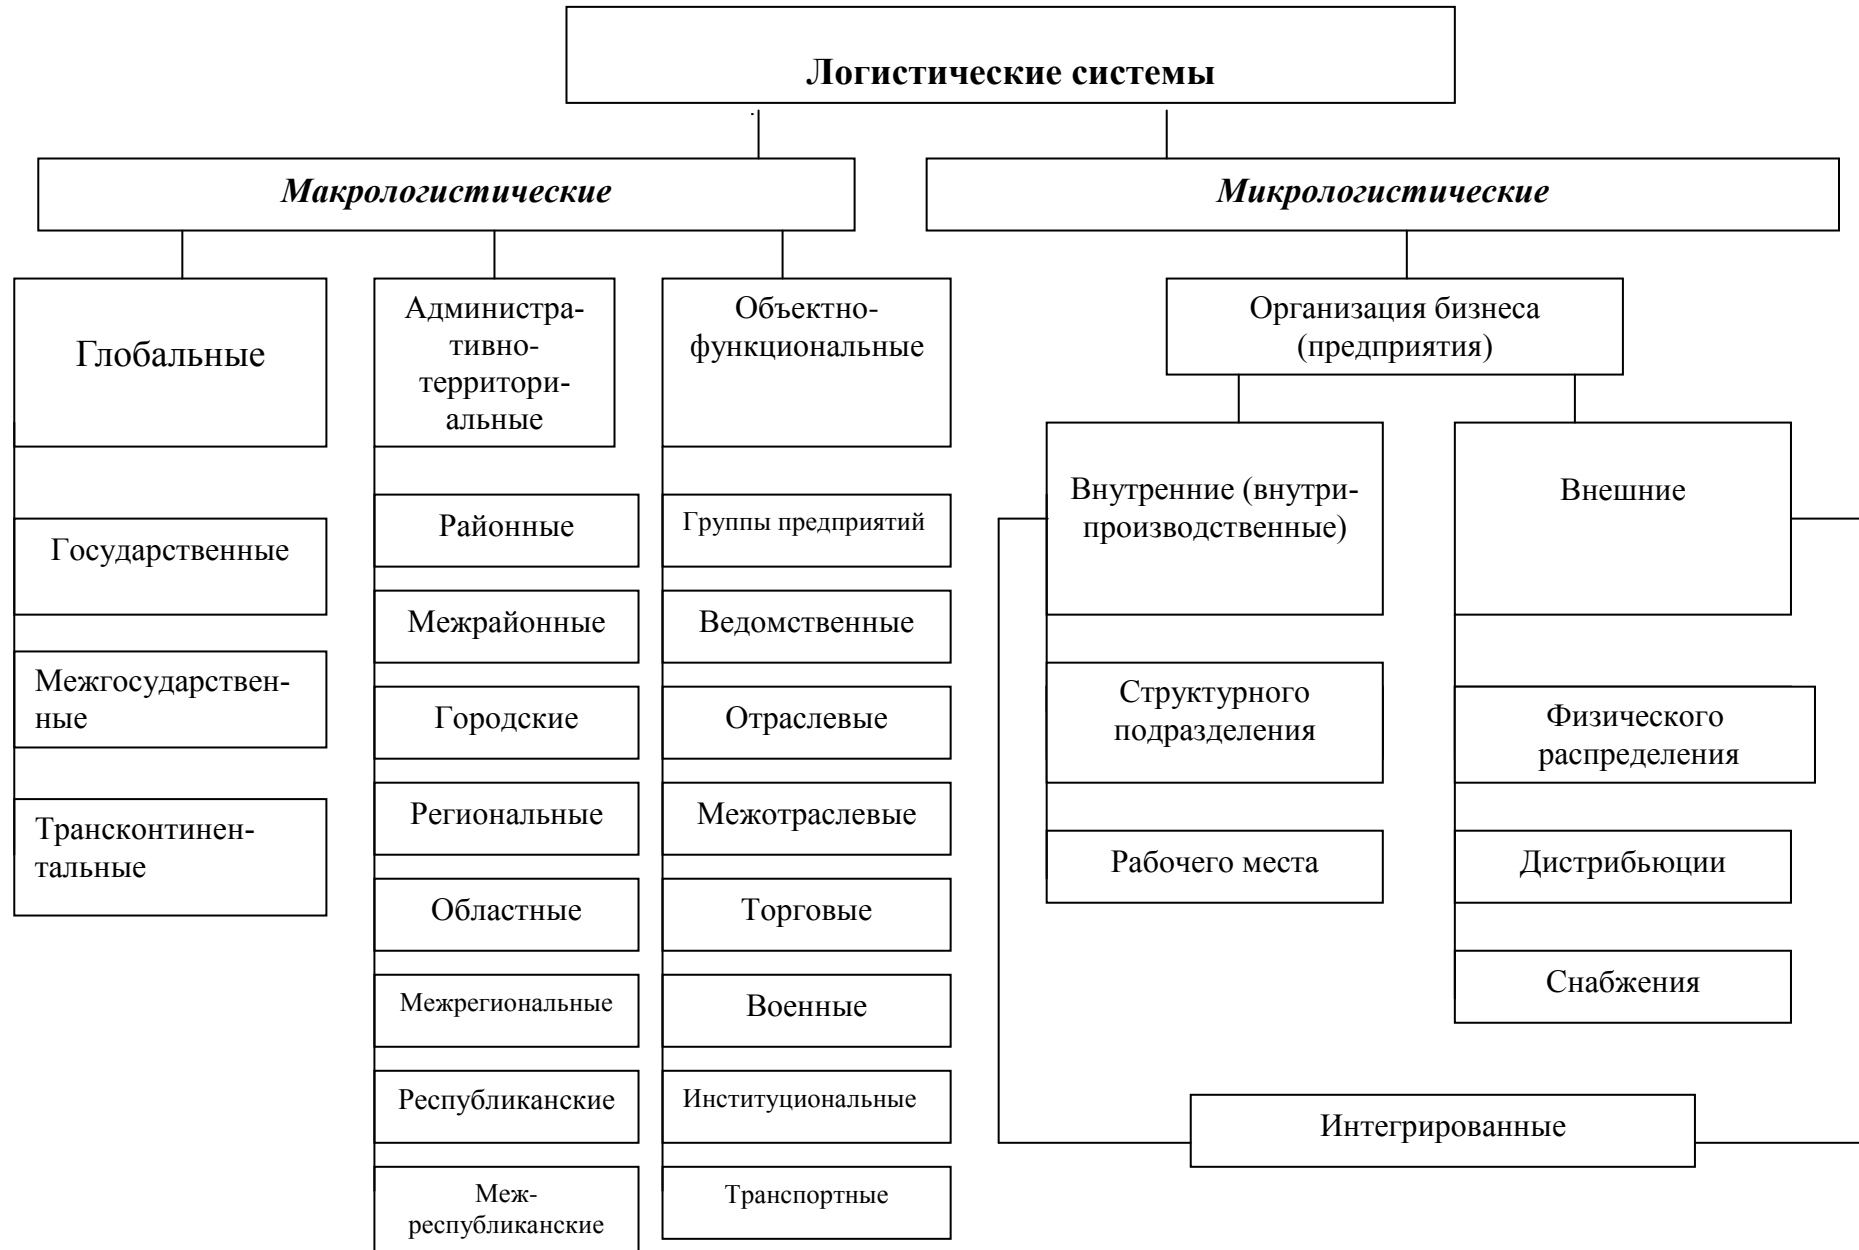 Логистические системы
Макрологистические
Микрологистические
Глобальные
Государственные
Межгосударствен-
ные
Трансконтинен-
тальные
Администра-
тивно-
территори-
альные
Районные
Межрайонные
Городские
Региональные
Областные
Межрегиональные
Республиканские
Меж-
республиканские
Объектно-
функциональные
Группы предприятий
Ведомственные
Отраслевые
Межотраслевые
Торговые
Военные
Институциональные
Транспортные
Организация бизнеса
(предприятия)
Внутренние (внутри-
производственные)
Структурного
подразделения
Рабочего места
Внешние
Физического
распределения
Дистрибьюции
Снабжения
Интегрированные